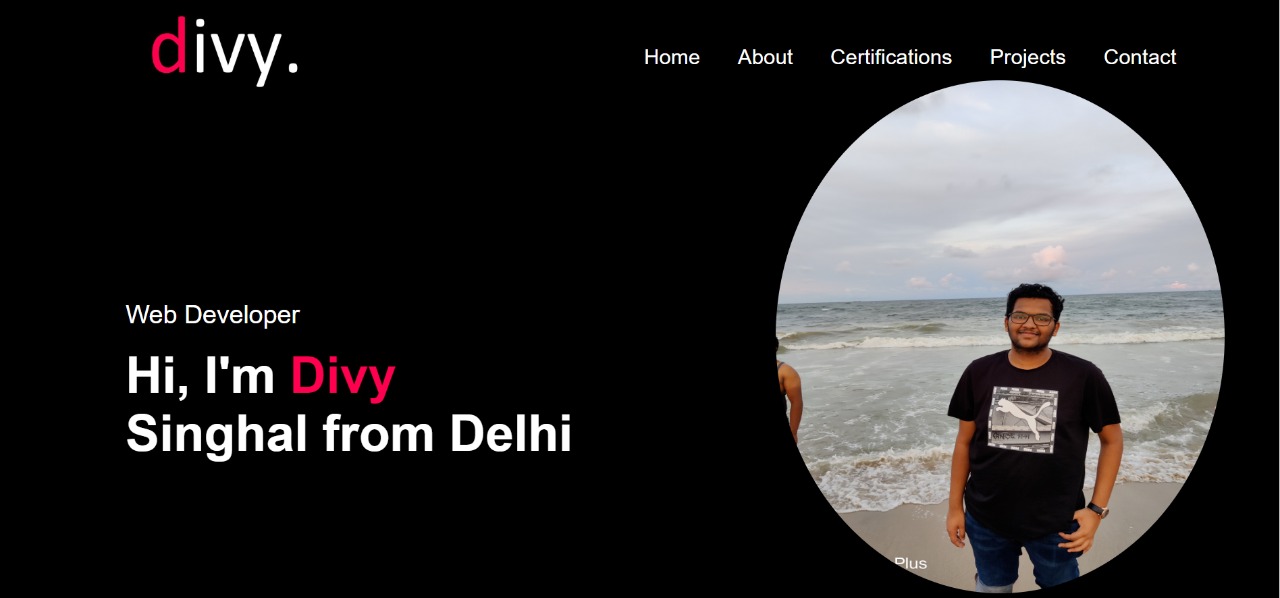 divy.
Home About Certifications Projects Contact
Web Developer
Hi, I'm Divy
Singhal from Delhi
Plus